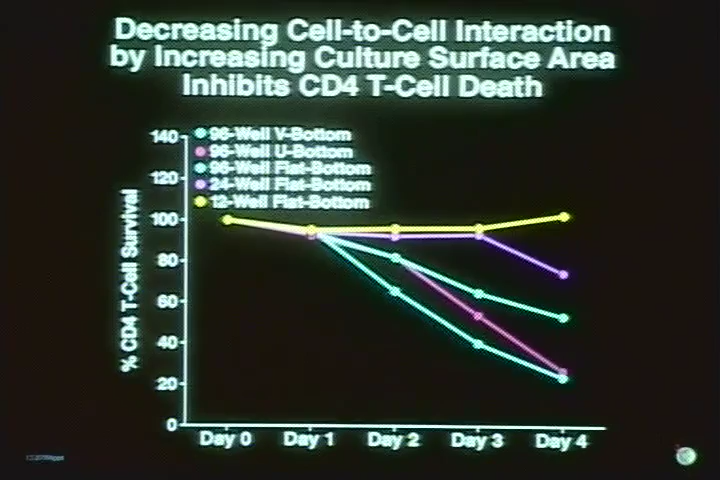 Decreasing Cell-to-Cell Interaction
by Increasing Culture Surface Area
Inhibits CD4 T-Cell Death
140
120
100
80
60
40
20
0
% CD4 T-Cell Survival
96-Well V-Bottom
96-Well U-Bottom
96-Well Flat-Bottom
24-Well Flat-Bottom
12-Well Flat-Bottom
Day 0 Day 1 Day 2 Day 3 Day 4